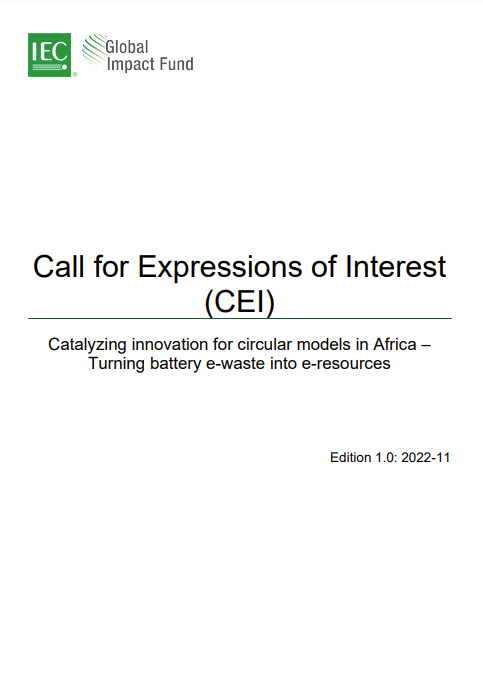 IEC
®
Global
Impact Fund
Call for Expressions of Interest
(CEI)
Catalyzing innovation for circular models in Africa –
Turning battery e-waste into e-resources
Edition 1.0: 2022-11